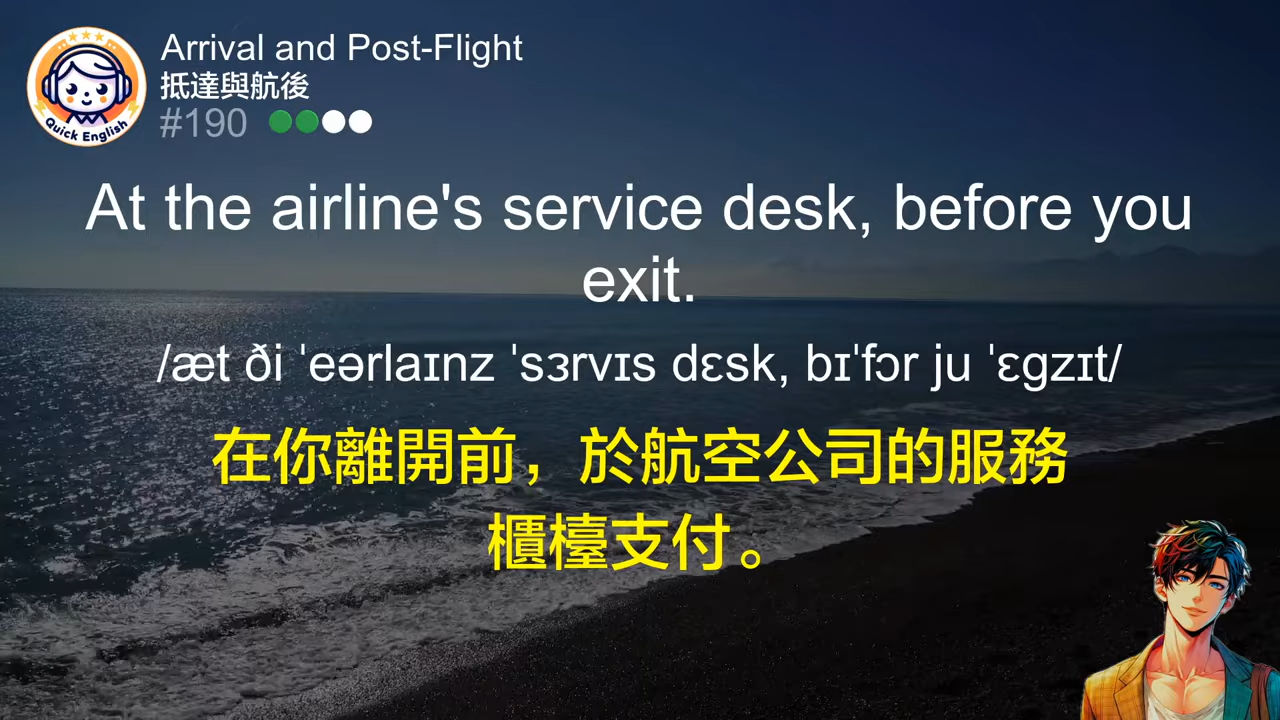 Quick English
Arrival and Post-Flight
抵達與航後
#190
At the airline's service desk, before you
exit.
/æt ði ˈeərlaɪnz ˈsɜrvɪs dɛsk, bɪˈfɔr ju ˈɛgzɪt/
在你離開前，於航空公司的服務
櫃檯支付。